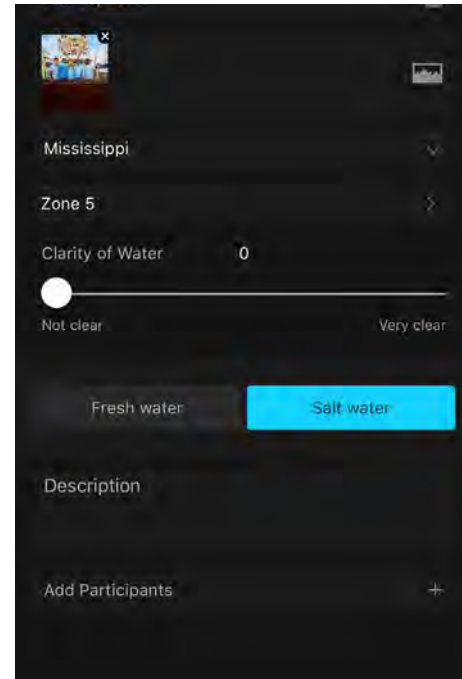 Mississippi
Zone 5
Clarity of Water 0
Not clear Very clear
Fresh water Salt water
Description
Add Participants +